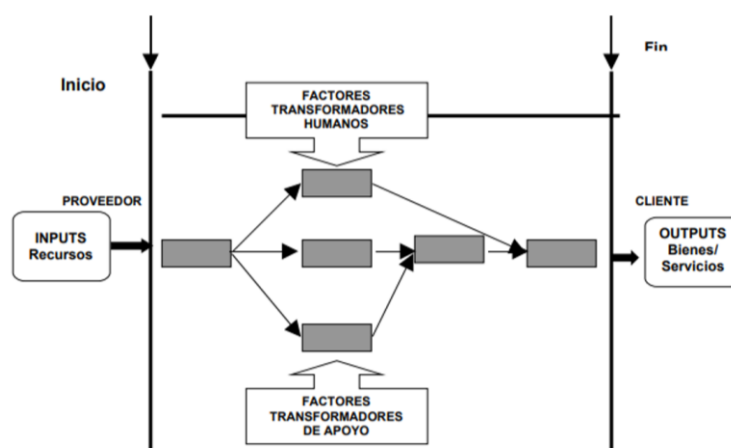 Inicio
Fin
FACTORES
TRANSFORMADORES
HUMANOS
PROVEEDOR
CLIENTE
INPUTS
Recursos
OUTPUTS
Bienes/
Servicios
FACTORES
TRANSFORMADORES
DE APOYO